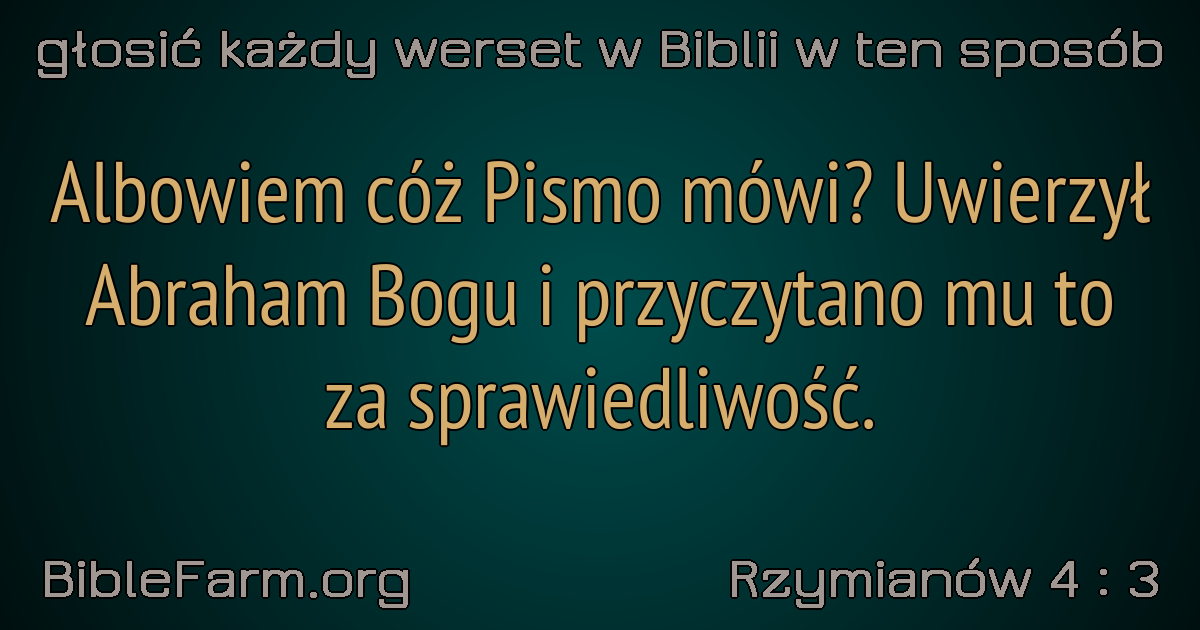 głosić każdy werset w Biblii w ten sposób
Albowiem cóż Pismo mówi? Uwierzył
Abraham Bogu i przyczytano mu to
za sprawiedliwość.
BibleFarm.org
Rzymianów 4 : 3